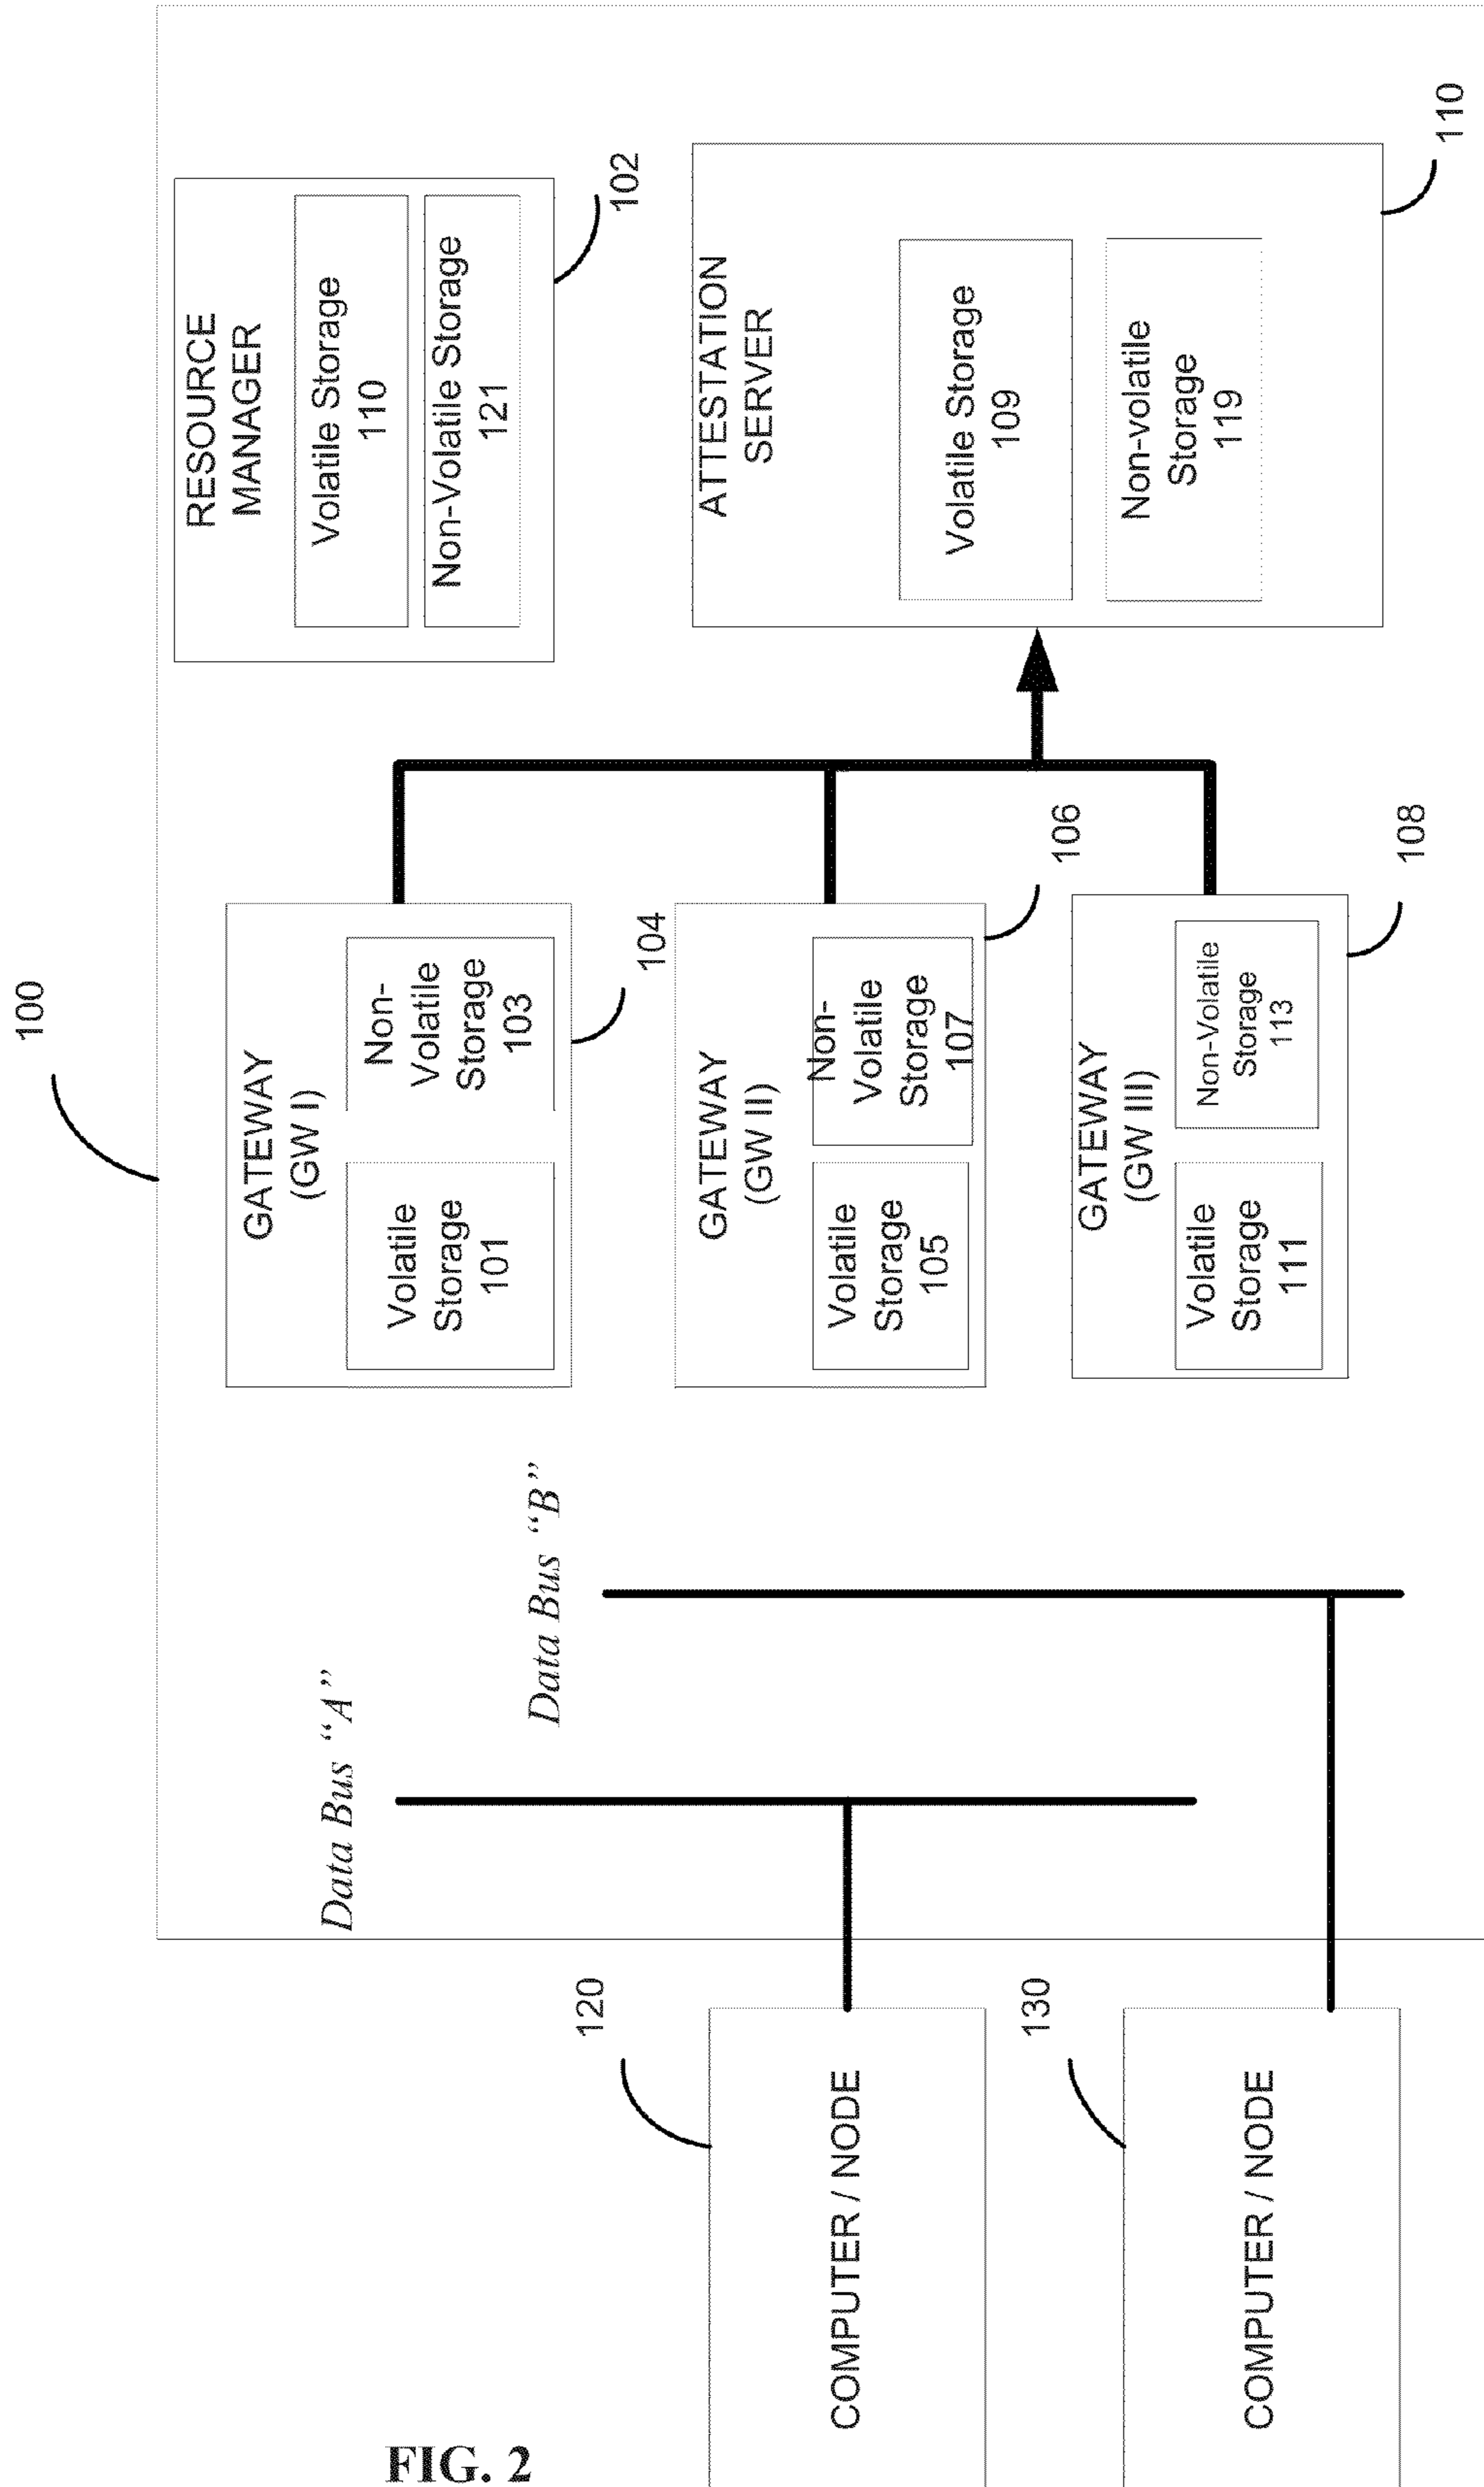 100
RESOURCE
MANAGER
Volatile Storage
110
Non-Volatile Storage
121
102
ATTESTATION
SERVER
Volatile Storage
109
Non-volatile
Storage
119
110
GATEWAY
(GW I)
Volatile
Storage
101
Non-
Volatile
Storage
103
104
GATEWAY
(GW II)
Volatile
Storage
105
Non-
Volatile
Storage
107
106
GATEWAY
(GW III)
Volatile
Storage
111
Non-Volatile
Storage
113
108
Data Bus “A”
Data Bus “B”
120
COMPUTER / NODE
130
COMPUTER / NODE
FIG. 2